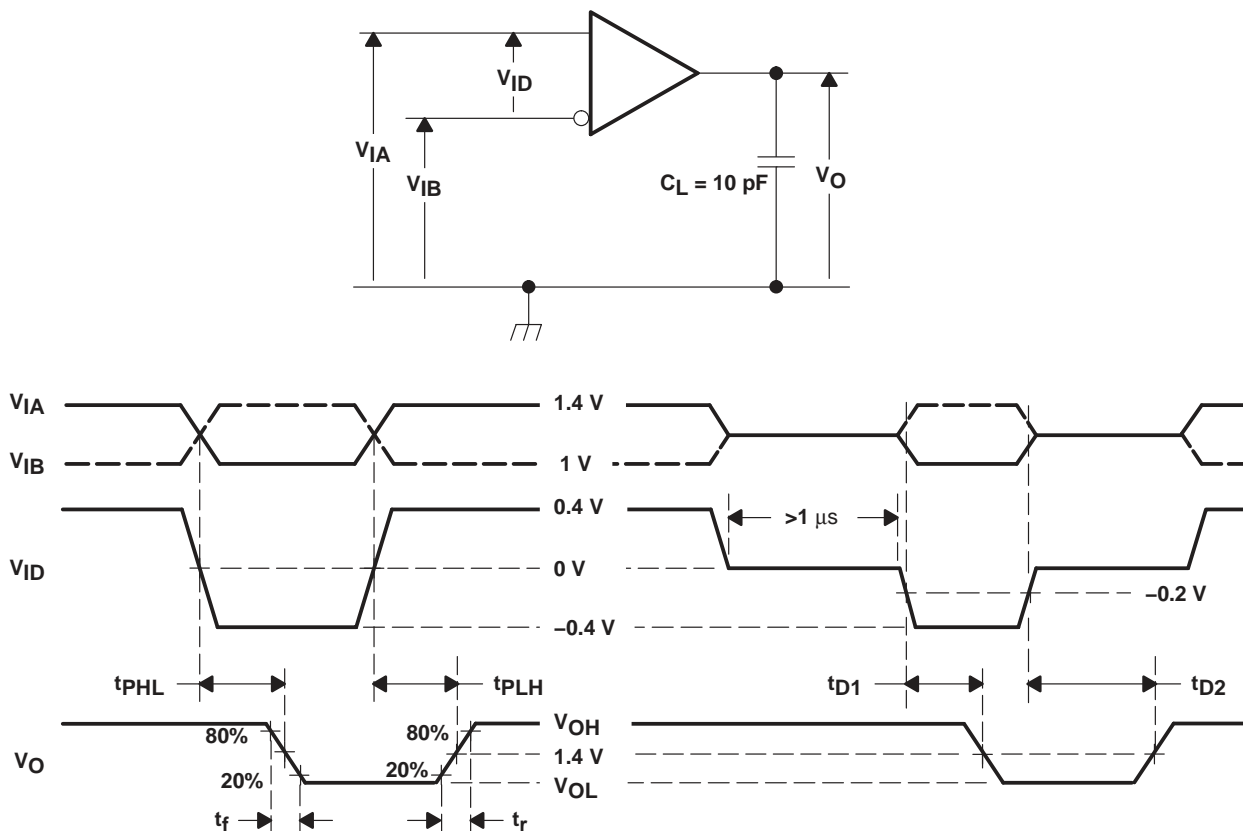 VID
VIA
VIB
CL = 10 pF
VO
VIA
1.4 V
VIB
1 V
0.4 V
>1 μs
VID
0 V
–0.2 V
–0.4 V
tPHL
tPLH
tD1
tD2
VOH
80%
80%
1.4 V
VO
20%
20%
VOL
tf
tr